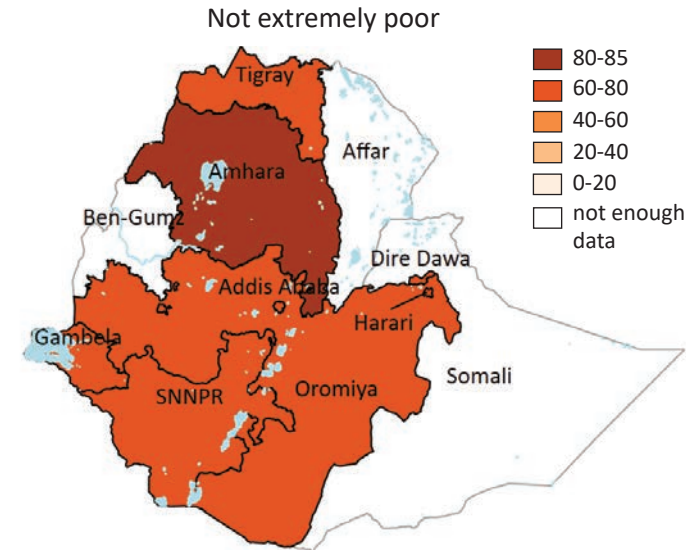 Not extremely poor
80-85
60-80
40-60
20-40
0-20
not enough
data
Tigray
Affar
Amhara
Ben-Gumz
Dire Dawa
Addis Ababa
Harari
Gambela
Somali
SNNPR
Oromiya